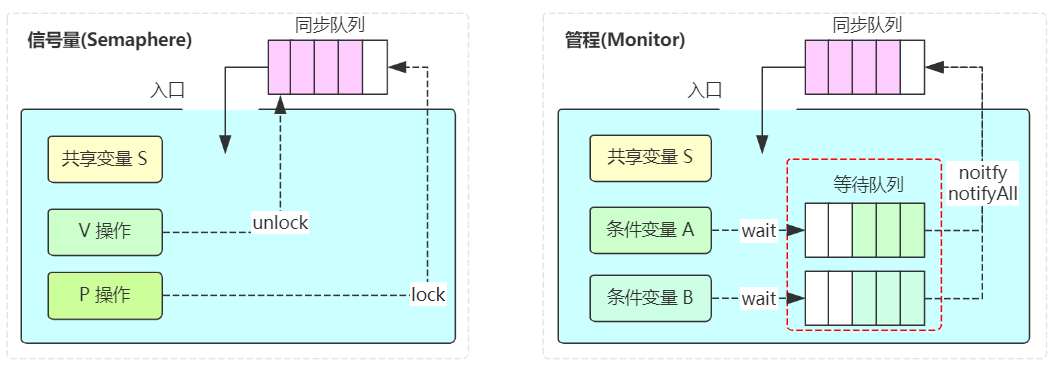 信号量(Semaphere)
同步队列
入口
共享变量 S
V 操作
unlock
P 操作
lock
管程(Monitor)
同步队列
入口
共享变量 S
等待队列
noitfy
notifyAll
条件变量 A
wait
条件变量 B
wait